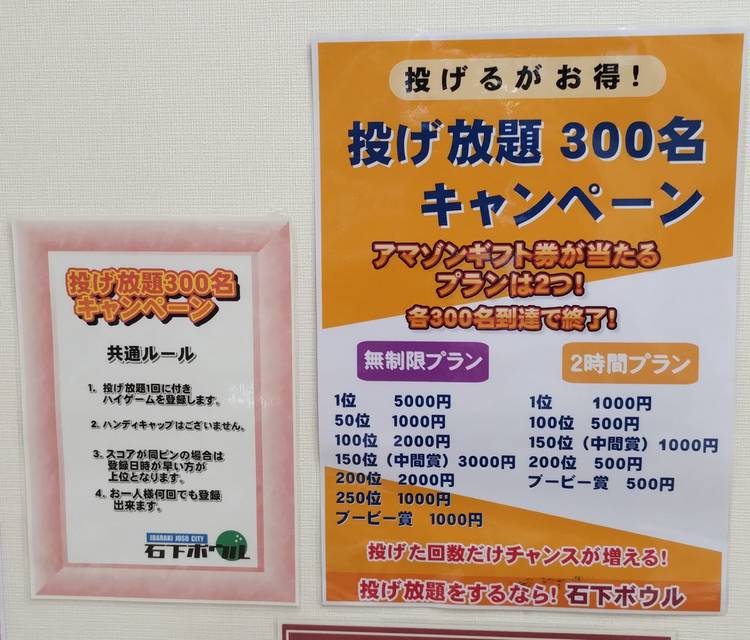 投げ放題300名
キャンペーン
共通ルール
1. 投げ放題1回に付き
ハイゲームを登録します。
2. ハンディキャップはございません。
3. スコアが同ピンの場合は
登録日時が早い方が
上位となります。
4. お一人様何回でも登録
出来ます。
IBARAKI JOSO CITY
石下ボウル
投げるがお得!
投げ放題 300名
キャンペーン
アマゾンギフト券が当たる
プランは2つ!
各300名到達で終了!
無制限プラン
1位 5000円
50位 1000円
100位 2000円
150位(中間賞)3000円
200位 2000円
250位 1000円
ブービー賞 1000円
2時間プラン
1位 1000円
100位 500円
150位(中間賞)1000円
200位 500円
ブービー賞 500円
投げた回数だけチャンスが増える!
投げ放題をするなら! 石下ボウル